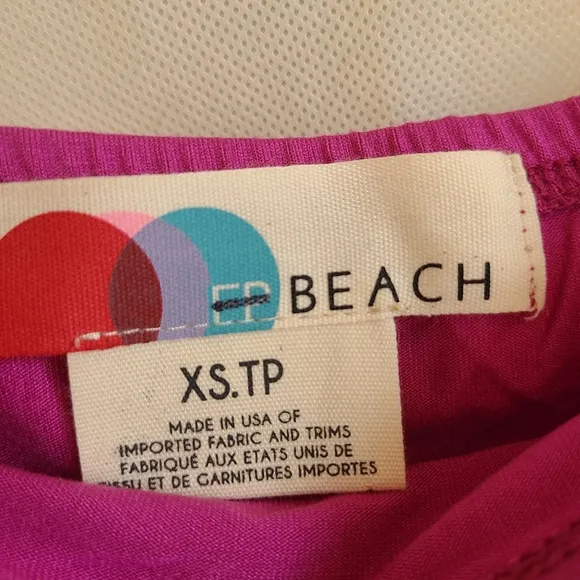 BEACH
XS.TP
MADE IN USA OF
IMPORTED FABRIC AND TRIMS
FABRIQUÉ AUX ETATS UNIS DE
ET DE GARNITURES IMPORTES